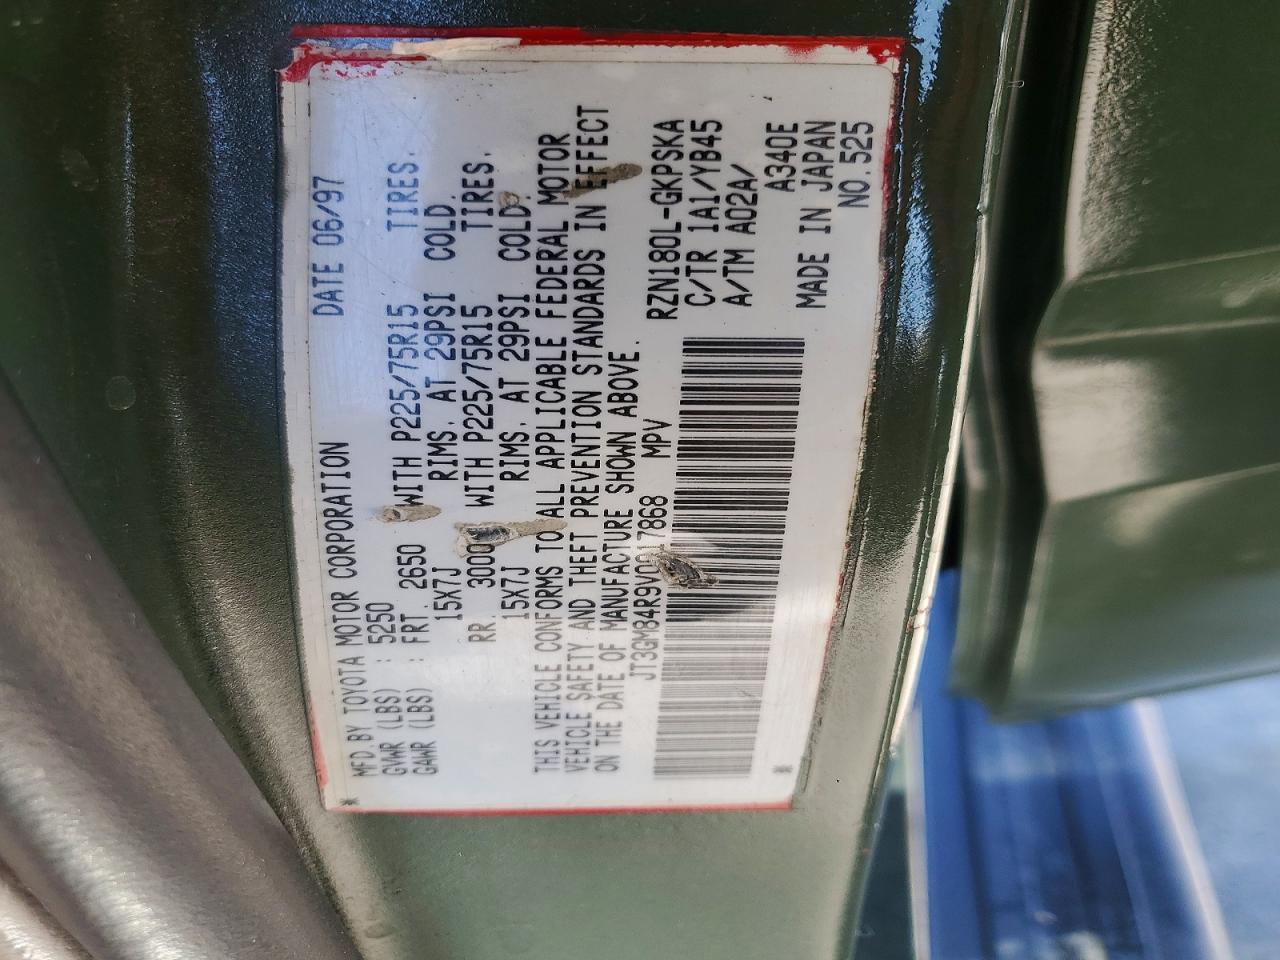 MFD.BY TOYOTA MOTOR CORPORATION DATE 06/97
GVWR (LBS) : 5250
GAWR (LBS) : FRT. 2650 WITH P225/75R15 TIRES.
15X7J RIMS. AT 29PSI COLD.
RR. 3000 WITH P225/75R15 TIRES.
15X7J RIMS. AT 29PSI COLD.
THIS VEHICLE CONFORMS TO ALL APPLICABLE FEDERAL MOTOR
VEHICLE SAFETY AND THEFT PREVENTION STANDARDS IN EFFECT
ON THE DATE OF MANUFACTURE SHOWN ABOVE.
JT3GM84R9V0017868 MPV
RZN180L-GKPSKA
C/TR 1A1/YB45
A/TM A02A/
A340E
MADE IN JAPAN
NO.525